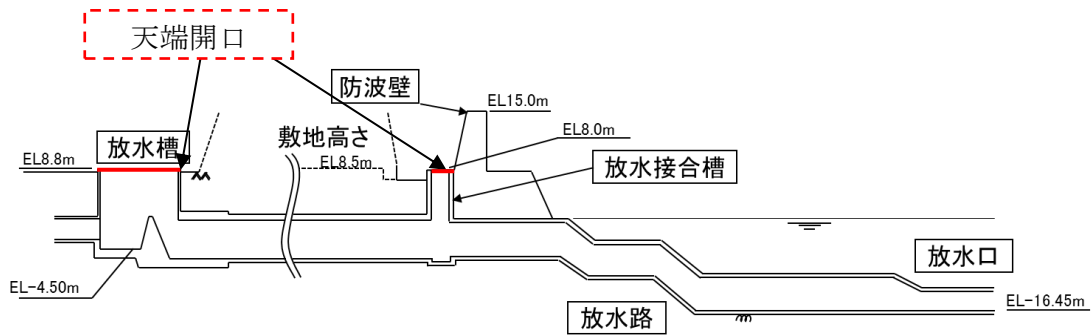 天端開口
防波壁
EL15.0m
放水槽
敷地高さ
EL8.0m
EL8.8m
EL8.5m
放水接合槽
放水口
EL-4.50m
EL-16.45m
放水路